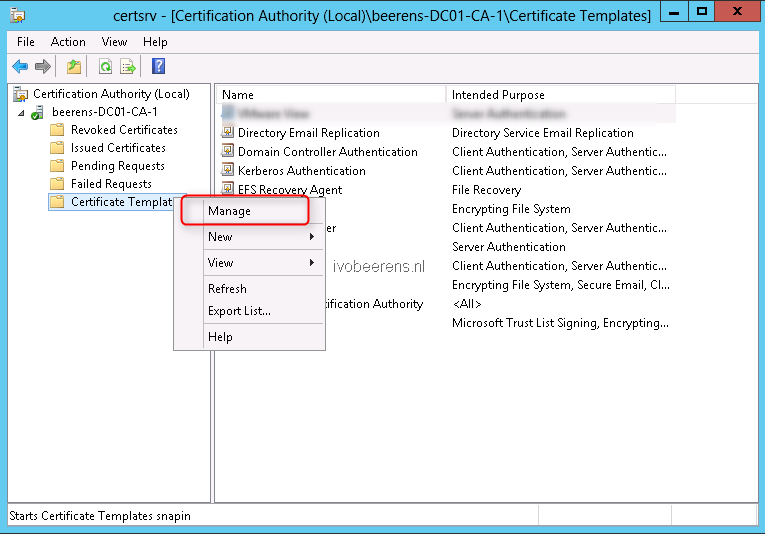 certsrv - [Certification Authority (Local)\beerens-DC01-CA-1\Certificate Templates]
File Action View Help
Certification Authority (Local)
beerens-DC01-CA-1
Revoked Certificates
Issued Certificates
Pending Requests
Failed Requests
Certificate Templat
Manage
New
View
Refresh
Export List...
Help
Name Intended Purpose
Directory Email Replication Directory Service Email Replication
Domain Controller Authentication Client Authentication, Server Authentic...
Kerberos Authentication Client Authentication, Server Authentic...
EFS Recovery Agent File Recovery
Encrypting File System
er Client Authentication, Server Authentic...
Server Authentication
ivobeerens.nl Client Authentication, Server Authentic...
Encrypting File System, Secure Email, Cl...
tification Authority <All>
Microsoft Trust List Signing, Encrypting...
Starts Certificate Templates snapin